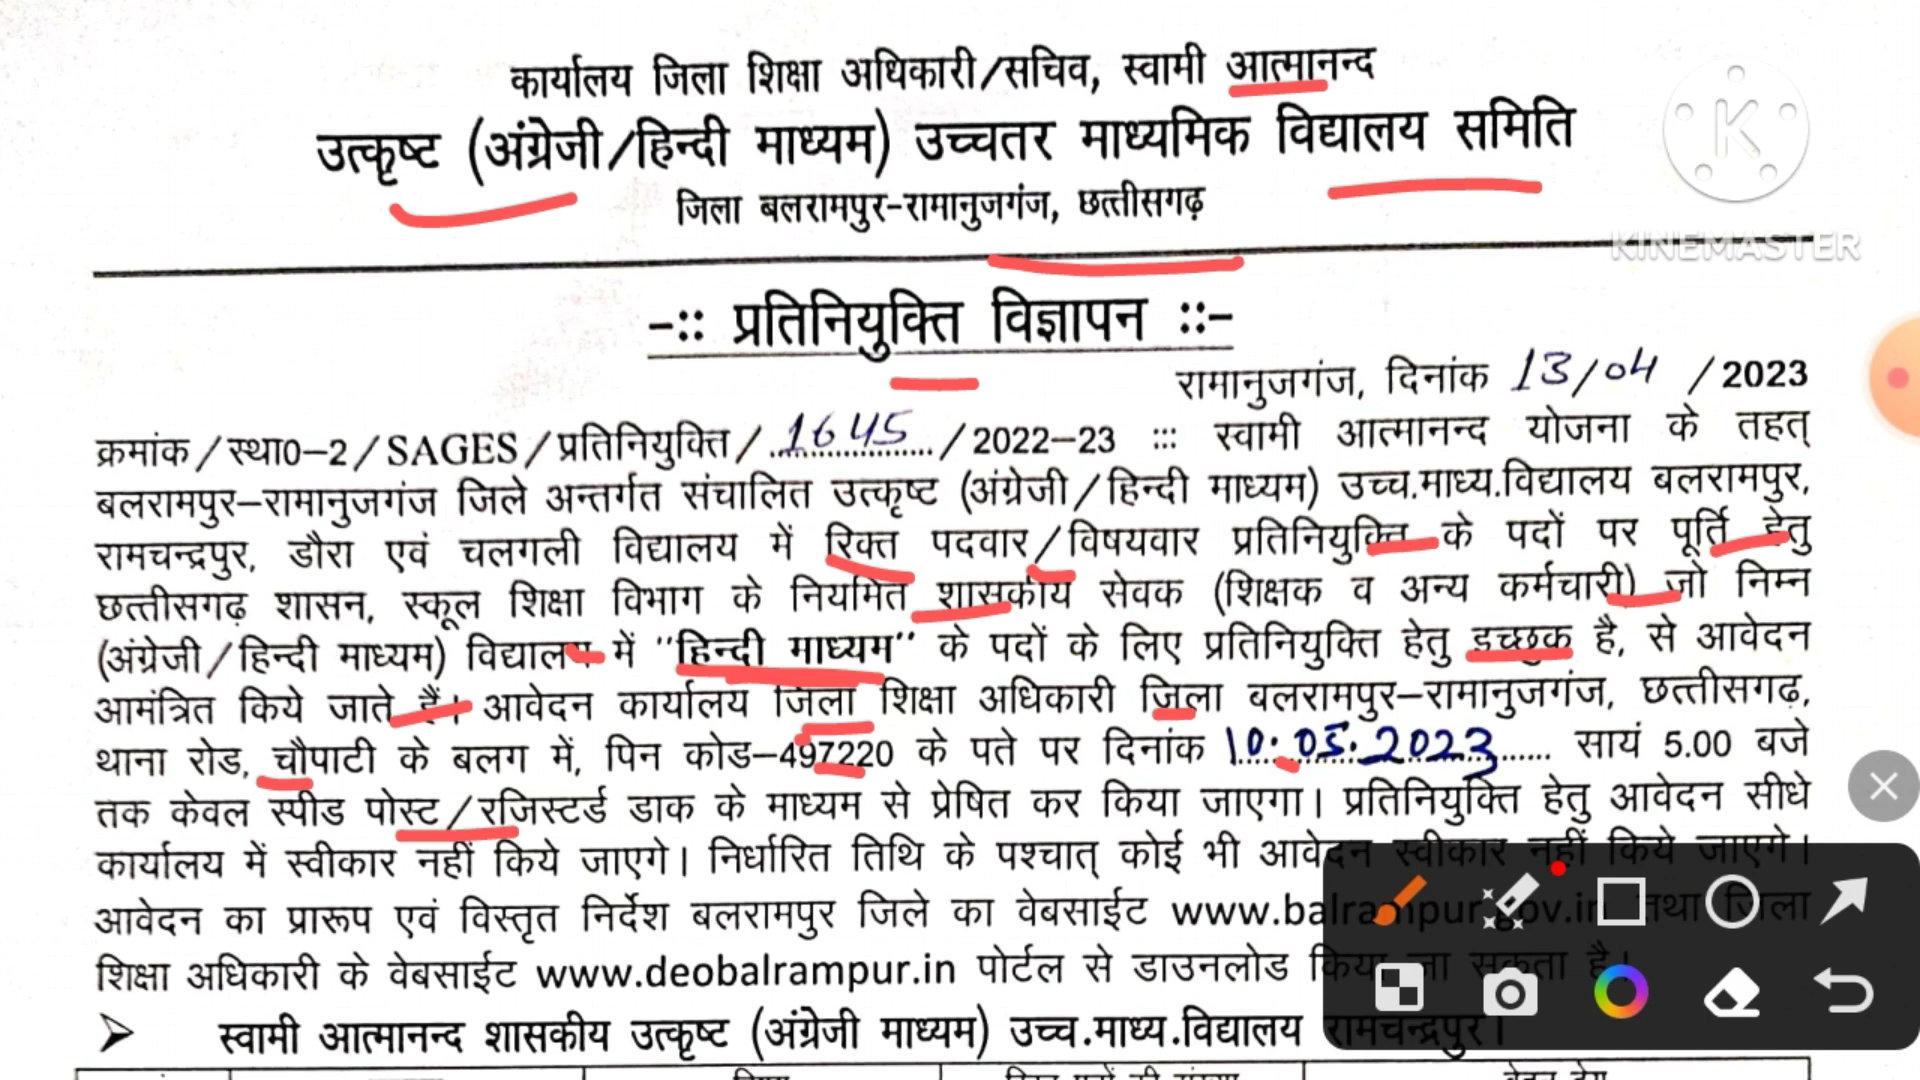 कार्यालय जिला शिक्षा अधिकारी/सचिव, स्वामी आत्मानन्द
उत्कृष्ट (अंग्रेजी/हिन्दी माध्यम) उच्चतर माध्यमिक विद्यालय समिति
जिला बलरामपुर-रामानुजगंज, छत्तीसगढ़
KINEMASTER
-:: प्रतिनियुक्ति विज्ञापन ::-
रामानुजगंज, दिनांक 13/04 /2023
क्रमांक/स्था0-2/SAGES/प्रतिनियुक्ति/ 1645 /2022-23 ::: स्वामी आत्मानन्द योजना के तहत्
बलरामपुर-रामानुजगंज जिले अन्तर्गत संचालित उत्कृष्ट (अंग्रेजी/हिन्दी माध्यम) उच्च.माध्य.विद्यालय बलरामपुर,
रामचन्द्रपुर, डौरा एवं चलगली विद्यालय में रिक्त पदवार/विषयवार प्रतिनियुक्ति के पदों पर पूर्ति हेतु
छत्तीसगढ़ शासन, स्कूल शिक्षा विभाग के नियमित शासकीय सेवक (शिक्षक व अन्य कर्मचारी) जो निम्न
(अंग्रेजी/हिन्दी माध्यम) विद्यालय में "हिन्दी माध्यम" के पदों के लिए प्रतिनियुक्ति हेतु इच्छुक है, से आवेदन
आमंत्रित किये जाते हैं। आवेदन कार्यालय जिला शिक्षा अधिकारी जिला बलरामपुर-रामानुजगंज, छत्तीसगढ़,
थाना रोड, चौपाटी के बलग में, पिन कोड-497220 के पते पर दिनांक 10.05.2023 सायं 5.00 बजे
तक केवल स्पीड पोस्ट/रजिस्टर्ड डाक के माध्यम से प्रेषित कर किया जाएगा। प्रतिनियुक्ति हेतु आवेदन सीधे
कार्यालय में स्वीकार नहीं किये जाएगे। निर्धारित तिथि के पश्चात् कोई भी आवेदन स्वीकार नहीं किये जाएगे।
आवेदन का प्रारूप एवं विस्तृत निर्देश बलरामपुर जिले का वेबसाईट www.balrampur.gov.in तथा जिला
शिक्षा अधिकारी के वेबसाईट www.deobalrampur.in पोर्टल से डाउनलोड किया जा सकता है।
स्वामी आत्मानन्द शासकीय उत्कृष्ट (अंग्रेजी माध्यम) उच्च.माध्य.विद्यालय रामचन्द्रपुर।